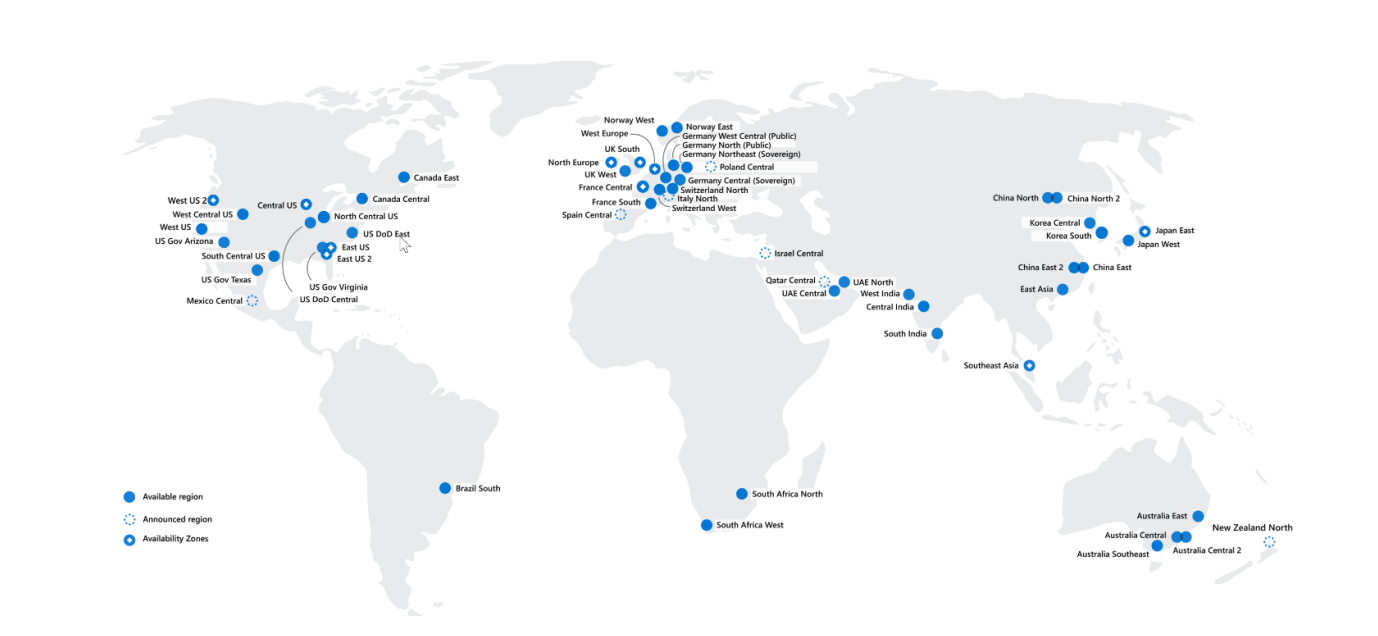 Norway West
Norway East
West Europe
Germany West Central (Public)
Germany North (Public)
UK South
Germany Northeast (Sovereign)
North Europe
Poland Central
UK West
Canada East
Germany Central (Sovereign)
France Central
Switzerland North
West US 2
Canada Central
Italy North
China North
China North 2
Central US
France South
Switzerland West
West Central US
North Central US
Spain Central
Korea Central
West US
US DoD East
Korea South
Japan East
US Gov Arizona
East US
Japan West
South Central US
East US 2
Israel Central
China East 2
China East
US Gov Texas
Qatar Central
UAE North
US Gov Virginia
UAE Central
West India
East Asia
Mexico Central
US DoD Central
Central India
South India
Southeast Asia
Brazil South
South Africa North
Available region
Announced region
Availability Zones
South Africa West
Australia East
New Zealand North
Australia Central
Australia Southeast
Australia Central 2